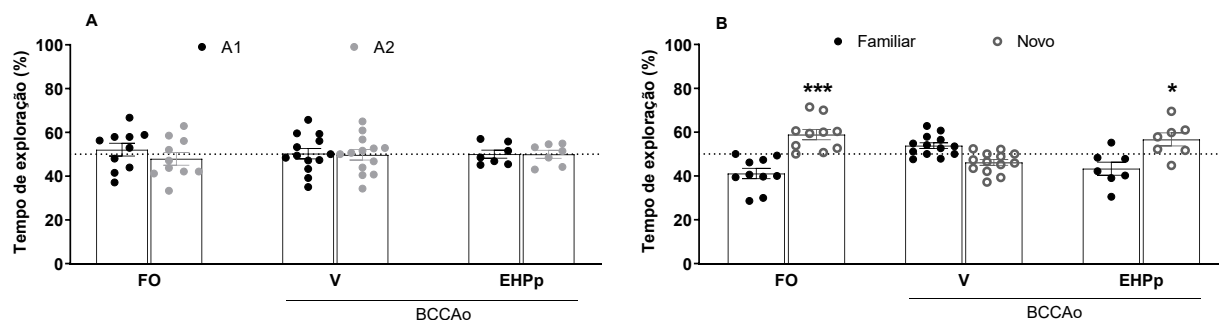 A
Tempo de exploração (%)
100
80
60
40
20
0
A1
A2
FO
V
EHPp
BCCAo
B
Tempo de exploração (%)
100
80
60
40
20
0
Familiar
Novo
***
*
FO
V
EHPp
BCCAo